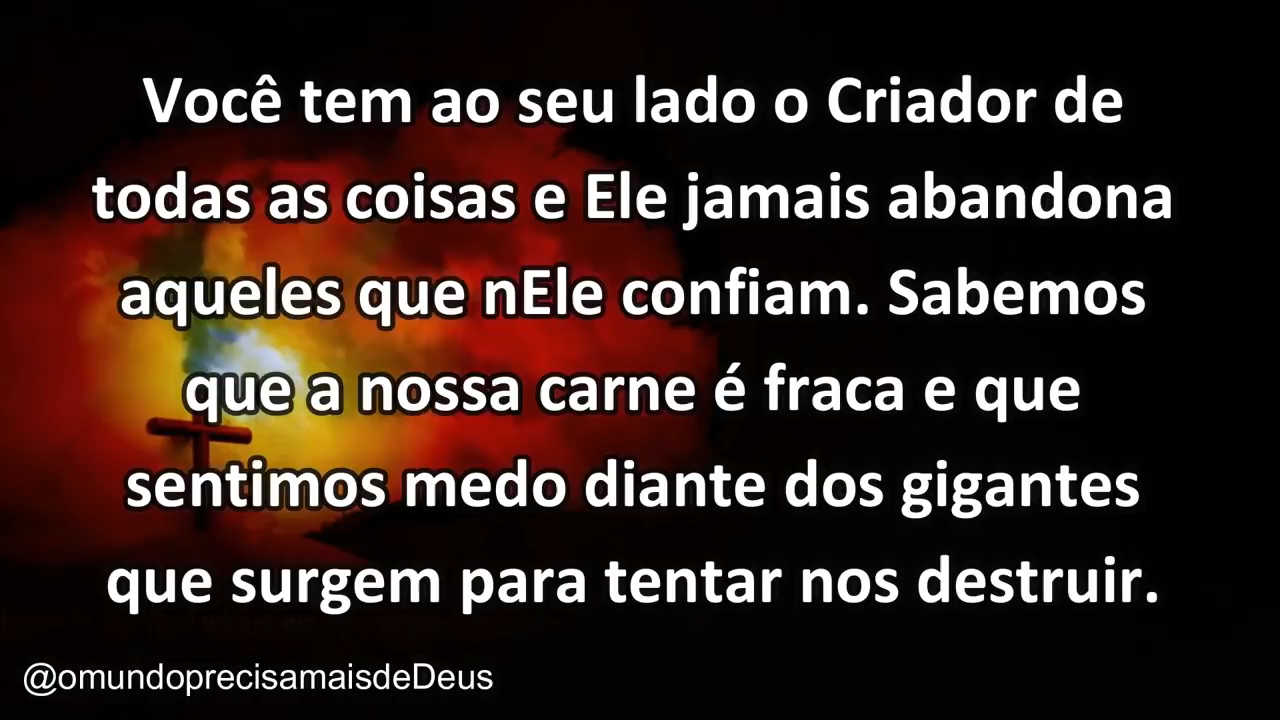 Você tem ao seu lado o Criador de
todas as coisas e Ele jamais abandona
aqueles que nEle confiam. Sabemos
que a nossa carne é fraca e que
sentimos medo diante dos gigantes
que surgem para tentar nos destruir.
@omundoprecisamaisdeDeus